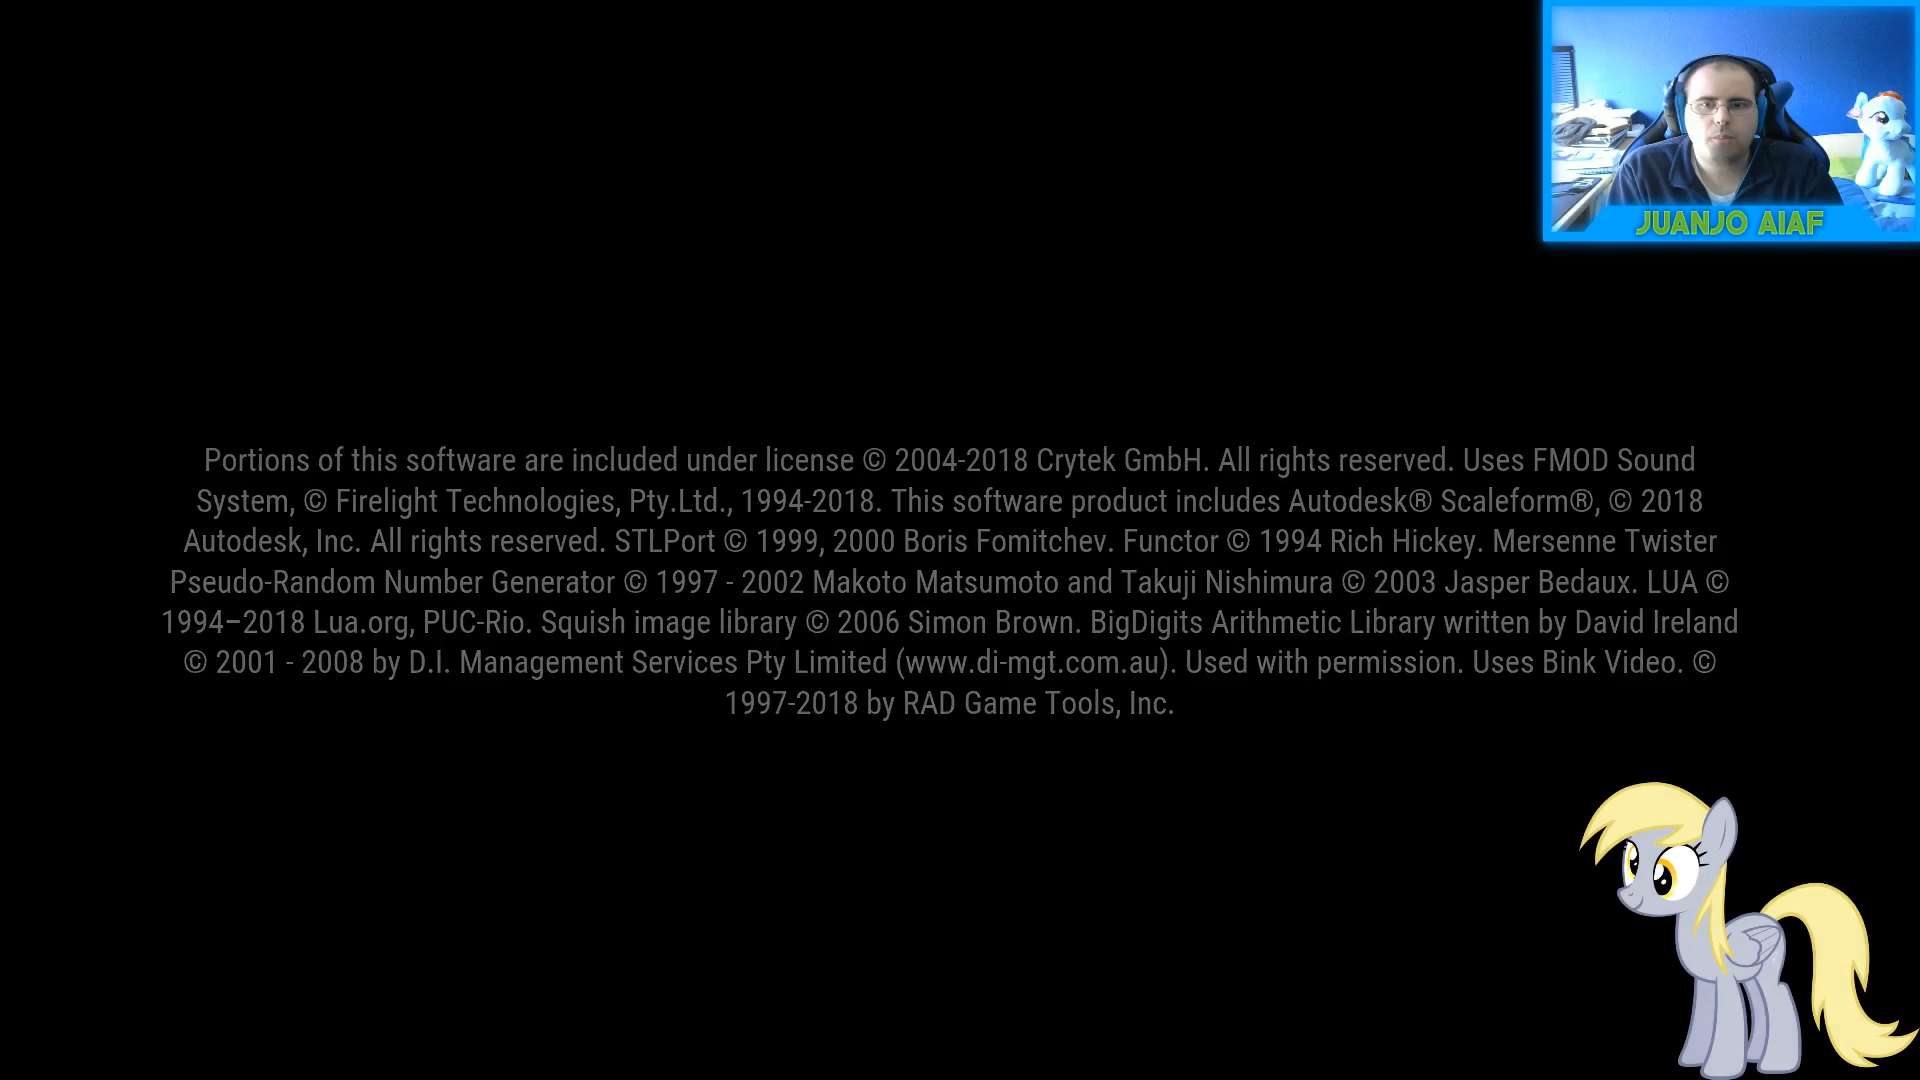 JUANJO AIAF
Portions of this software are included under license © 2004-2018 Crytek GmbH. All rights reserved. Uses FMOD Sound
System, © Firelight Technologies, Pty.Ltd., 1994-2018. This software product includes Autodesk® Scaleform®, © 2018
Autodesk, Inc. All rights reserved. STLPort © 1999, 2000 Boris Fomitchev. Functor © 1994 Rich Hickey. Mersenne Twister
Pseudo-Random Number Generator © 1997 - 2002 Makoto Matsumoto and Takuji Nishimura © 2003 Jasper Bedaux. LUA ©
1994–2018 Lua.org, PUC-Rio. Squish image library © 2006 Simon Brown. BigDigits Arithmetic Library written by David Ireland
© 2001 - 2008 by D.I. Management Services Pty Limited (www.di-mgt.com.au). Used with permission. Uses Bink Video. ©
1997-2018 by RAD Game Tools, Inc.